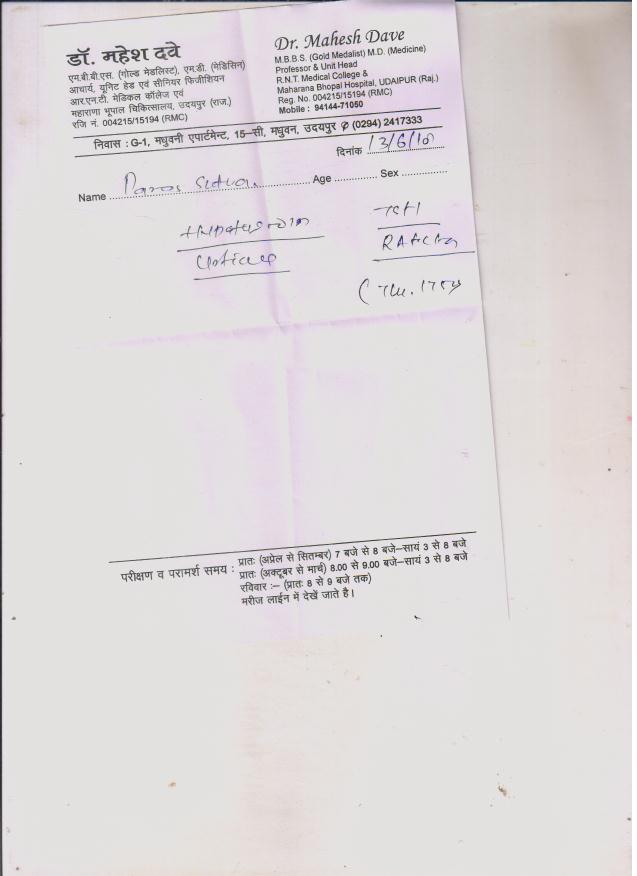 डॉ. महेश दवे
एम.बी.बी.एस. (गोल्ड मेडलिस्ट), एम.डी. (मेडिसिन)
आचार्य, यूनिट हेड एवं सीनियर फिजीशियन
आर.एन.टी. मेडिकल कॉलेज एवं
महाराणा भूपाल चिकित्सालय, उदयपुर (राज.)
रजि नं. 004215/15194 (RMC)
Dr. Mahesh Dave
M.B.B.S. (Gold Medalist) M.D. (Medicine)
Professor & Unit Head
R.N.T. Medical College &
Maharana Bhopal Hospital, UDAIPUR (Raj.)
Reg. No. 004215/15194 (RMC)
Mobile : 94144-71050
निवास : G-1, मधुवनी एपार्टमेन्ट, 15-सी, मधुवन, उदयपुर ✆ (0294) 2417333
दिनांक 13/6/10
Name Age Sex
परीक्षण व परामर्श समय : प्रातः (अप्रेल से सितम्बर) 7 बजे से 8 बजे–सायं 3 से 8 बजे
प्रातः (अक्टूबर से मार्च) 8.00 से 9.00 बजे–सायं 3 से 8 बजे
रविवार :– (प्रातः 8 से 9 बजे तक)
मरीज लाईन में देखें जाते है।